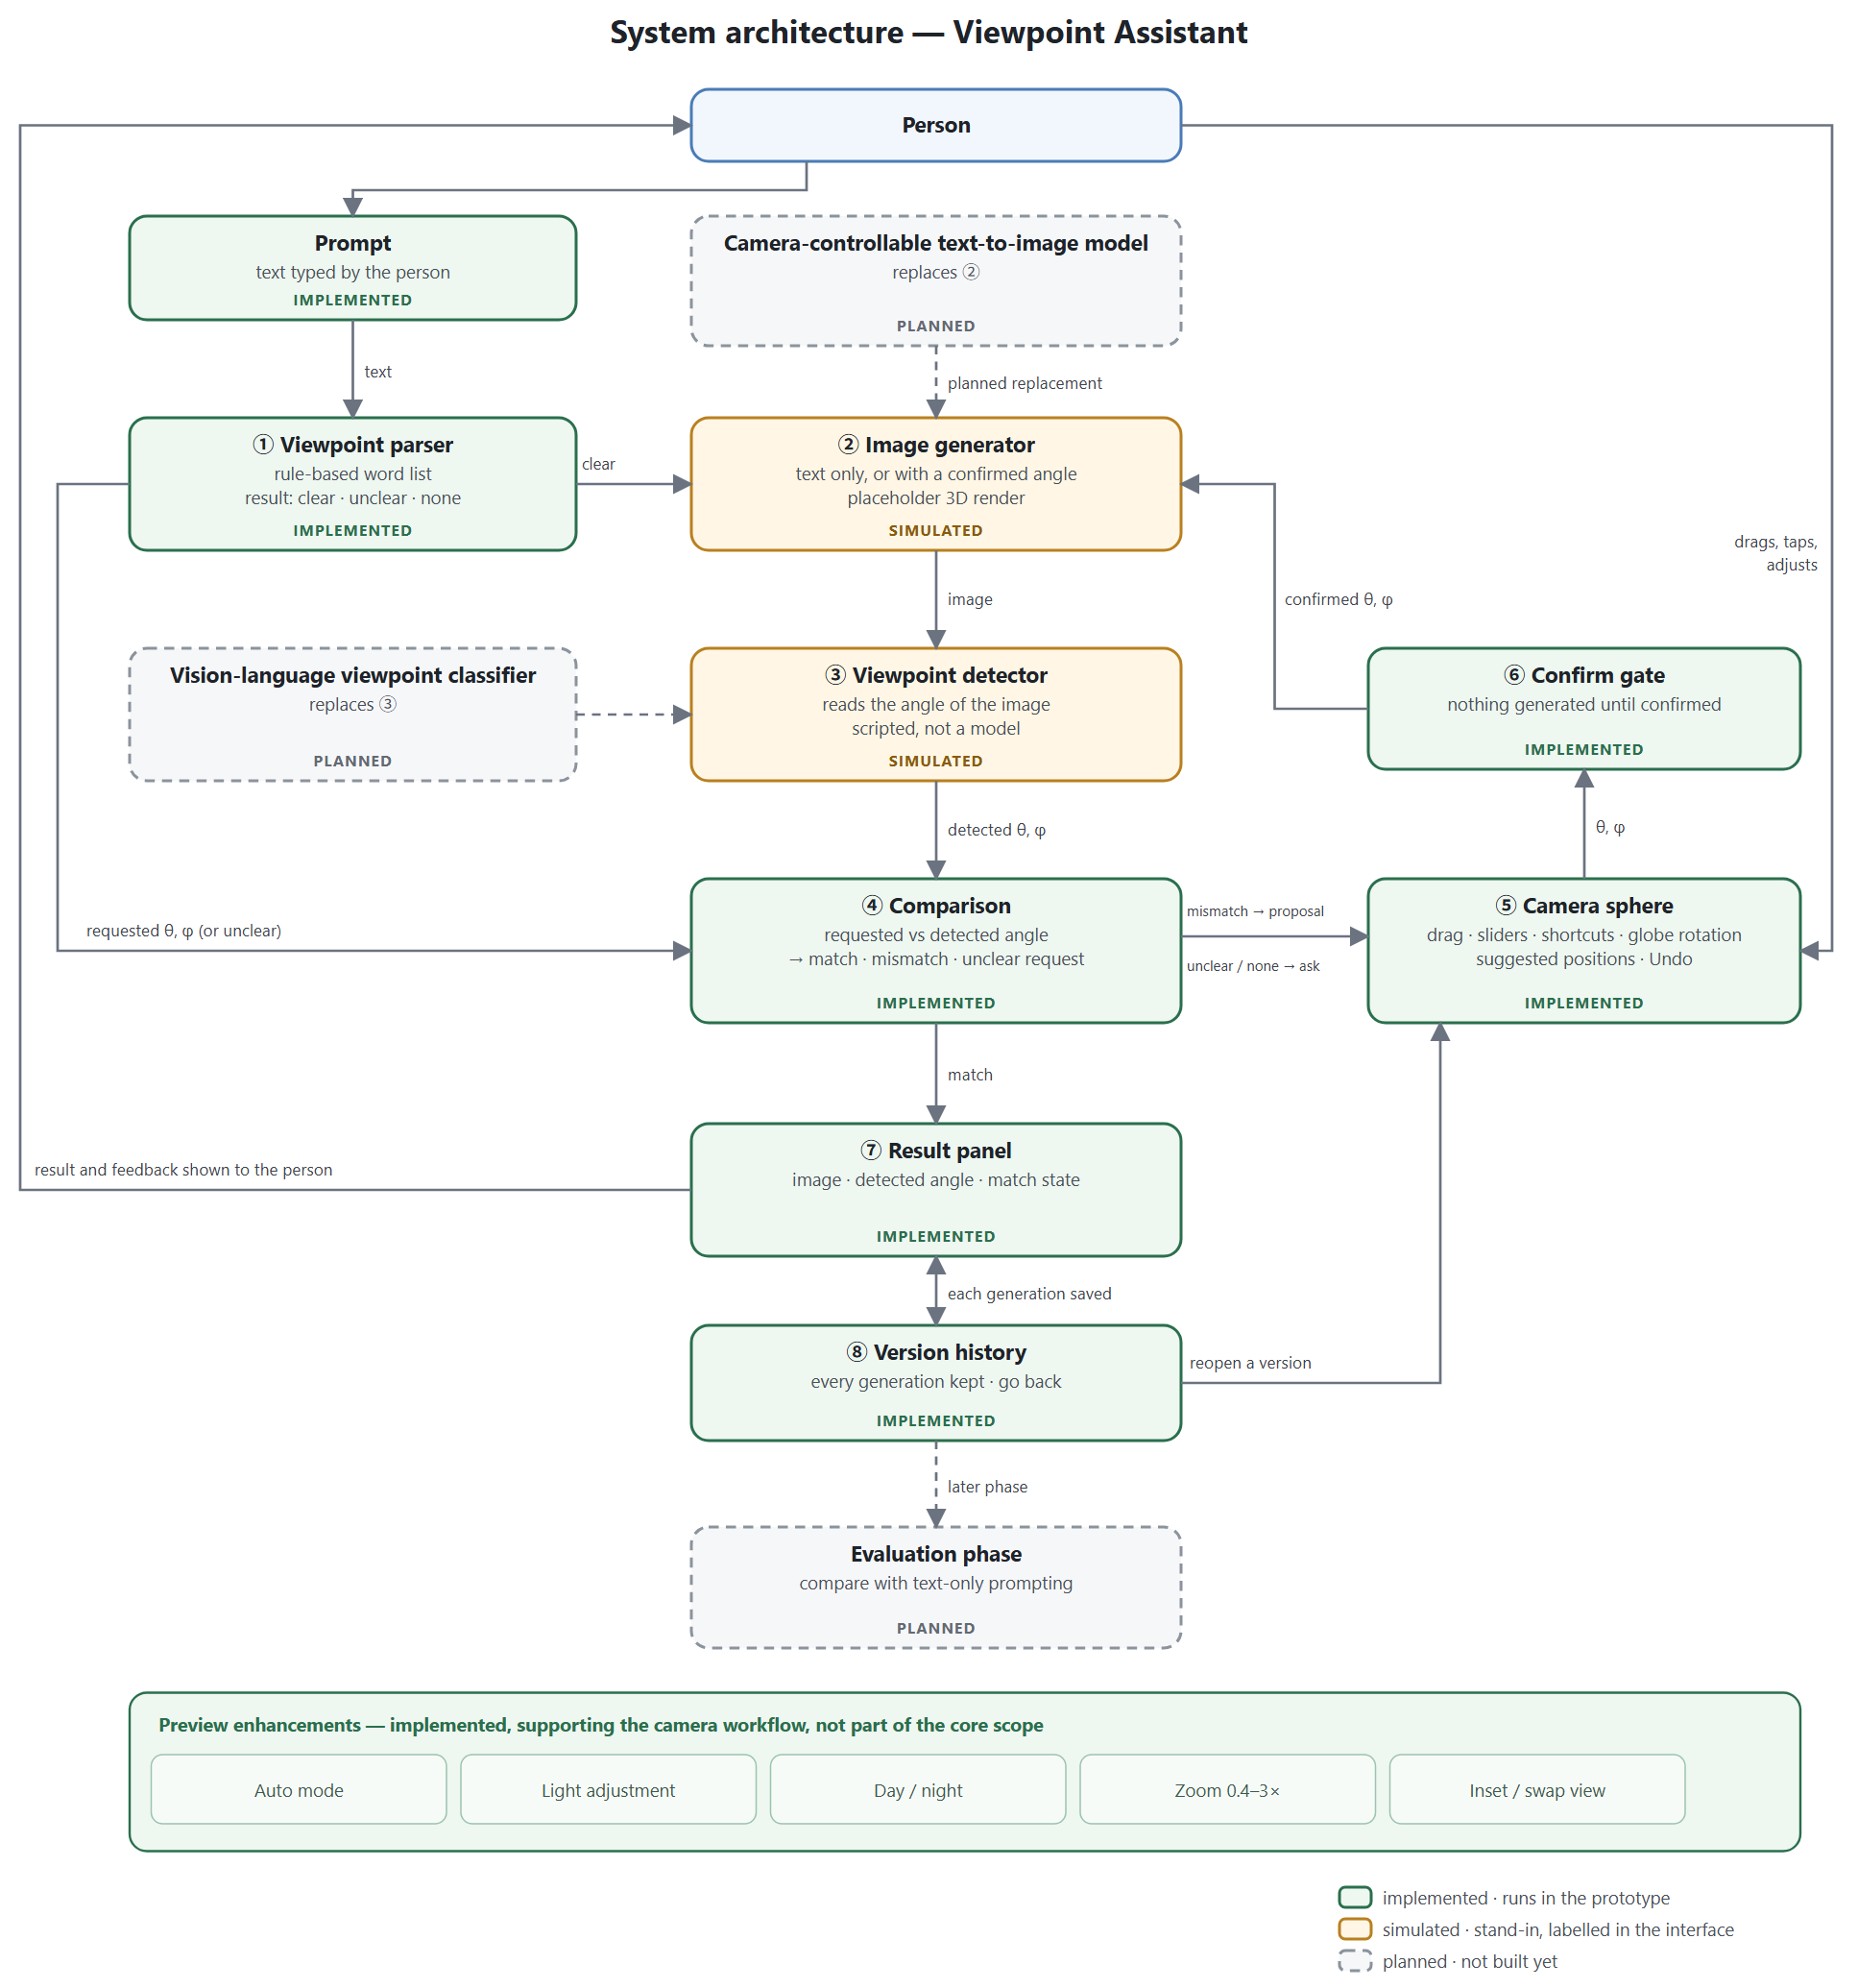 System architecture — Viewpoint Assistant
Person
Prompt
text typed by the person
IMPLEMENTED
Camera-controllable text-to-image model
replaces ②
PLANNED
text
planned replacement
① Viewpoint parser
rule-based word list
result: clear · unclear · none
IMPLEMENTED
clear
② Image generator
text only, or with a confirmed angle
placeholder 3D render
SIMULATED
drags, taps,
adjusts
image
confirmed θ, φ
Vision-language viewpoint classifier
replaces ③
PLANNED
③ Viewpoint detector
reads the angle of the image
scripted, not a model
SIMULATED
⑥ Confirm gate
nothing generated until confirmed
IMPLEMENTED
detected θ, φ
θ, φ
requested θ, φ (or unclear)
④ Comparison
requested vs detected angle
→ match · mismatch · unclear request
IMPLEMENTED
mismatch → proposal
unclear / none → ask
⑤ Camera sphere
drag · sliders · shortcuts · globe rotation
suggested positions · Undo
IMPLEMENTED
match
result and feedback shown to the person
⑦ Result panel
image · detected angle · match state
IMPLEMENTED
each generation saved
⑧ Version history
every generation kept · go back
IMPLEMENTED
reopen a version
later phase
Evaluation phase
compare with text-only prompting
PLANNED
Preview enhancements — implemented, supporting the camera workflow, not part of the core scope
Auto mode
Light adjustment
Day / night
Zoom 0.4–3×
Inset / swap view
implemented · runs in the prototype
simulated · stand-in, labelled in the interface
planned · not built yet